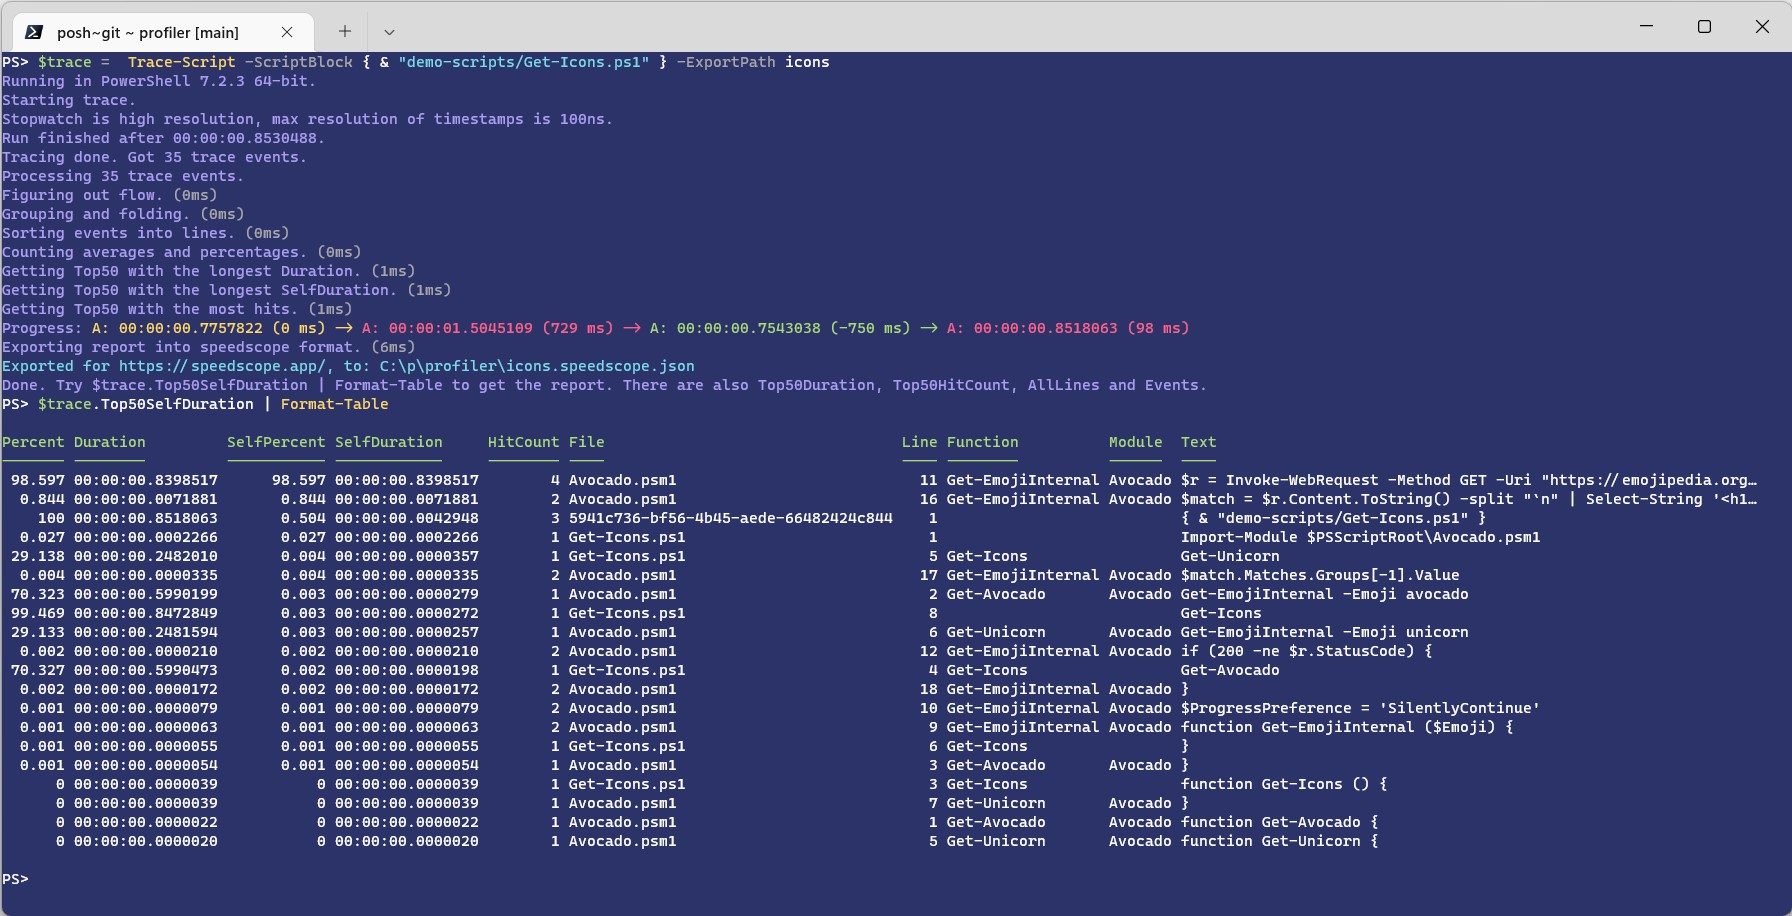 posh~git ~ profiler [main]
PS> $trace =  Trace-Script -ScriptBlock { & "demo-scripts/Get-Icons.ps1" } -ExportPath icons
Running in PowerShell 7.2.3 64-bit.
Starting trace.
Stopwatch is high resolution, max resolution of timestamps is 100ns.
Run finished after 00:00:00.8530488.
Tracing done. Got 35 trace events.
Processing 35 trace events.
Figuring out flow. (0ms)
Grouping and folding. (0ms)
Sorting events into lines. (0ms)
Counting averages and percentages. (0ms)
Getting Top50 with the longest Duration. (1ms)
Getting Top50 with the longest SelfDuration. (1ms)
Getting Top50 with the most hits. (1ms)
Progress: A: 00:00:00.7757822 (0 ms) -> A: 00:00:01.5045109 (729 ms) -> A: 00:00:00.7543038 (-750 ms) -> A: 00:00:00.8518063 (98 ms)
Exporting report into speedscope format. (6ms)
Exported for https://speedscope.app/, to: C:\p\profiler\icons.speedscope.json
Done. Try $trace.Top50SelfDuration | Format-Table to get the report. There are also Top50Duration, Top50HitCount, AllLines and Events.
PS> $trace.Top50SelfDuration | Format-Table
Percent Duration SelfPercent SelfDuration HitCount File Line Function Module Text
98.597 00:00:00.8398517 98.597 00:00:00.8398517 4 Avocado.psm1 11 Get-EmojiInternal Avocado $r = Invoke-WebRequest -Method GET -Uri "https://emojipedia.org…
0.844 00:00:00.0071881 0.844 00:00:00.0071881 2 Avocado.psm1 16 Get-EmojiInternal Avocado $match = $r.Content.ToString() -split "`n" | Select-String '<h1…
100 00:00:00.8518063 0.504 00:00:00.0042948 3 5941c736-bf56-4b45-aede-66482424c844 1 { & "demo-scripts/Get-Icons.ps1" }
0.027 00:00:00.0002266 0.027 00:00:00.0002266 1 Get-Icons.ps1 1 Import-Module $PSScriptRoot\Avocado.psm1
29.138 00:00:00.2482010 0.004 00:00:00.0000357 1 Get-Icons.ps1 5 Get-Icons Get-Unicorn
0.004 00:00:00.0000335 0.004 00:00:00.0000335 2 Avocado.psm1 17 Get-EmojiInternal Avocado $match.Matches.Groups[-1].Value
70.323 00:00:00.5990199 0.003 00:00:00.0000279 1 Avocado.psm1 2 Get-Avocado Avocado Get-EmojiInternal -Emoji avocado
99.469 00:00:00.8472849 0.003 00:00:00.0000272 1 Get-Icons.ps1 8 Get-Icons
29.133 00:00:00.2481594 0.003 00:00:00.0000257 1 Avocado.psm1 6 Get-Unicorn Avocado Get-EmojiInternal -Emoji unicorn
0.002 00:00:00.0000210 0.002 00:00:00.0000210 2 Avocado.psm1 12 Get-EmojiInternal Avocado if (200 -ne $r.StatusCode) {
70.327 00:00:00.5990473 0.002 00:00:00.0000198 1 Get-Icons.ps1 4 Get-Icons Get-Avocado
0.002 00:00:00.0000172 0.002 00:00:00.0000172 2 Avocado.psm1 18 Get-EmojiInternal Avocado }
0.001 00:00:00.0000079 0.001 00:00:00.0000079 2 Avocado.psm1 10 Get-EmojiInternal Avocado $ProgressPreference = 'SilentlyContinue'
0.001 00:00:00.0000063 0.001 00:00:00.0000063 2 Avocado.psm1 9 Get-EmojiInternal Avocado function Get-EmojiInternal ($Emoji) {
0.001 00:00:00.0000055 0.001 00:00:00.0000055 1 Get-Icons.ps1 6 Get-Icons }
0.001 00:00:00.0000054 0.001 00:00:00.0000054 1 Avocado.psm1 3 Get-Avocado Avocado }
0 00:00:00.0000039 0 00:00:00.0000039 1 Get-Icons.ps1 3 Get-Icons function Get-Icons () {
0 00:00:00.0000039 0 00:00:00.0000039 1 Avocado.psm1 7 Get-Unicorn Avocado }
0 00:00:00.0000022 0 00:00:00.0000022 1 Avocado.psm1 1 Get-Avocado Avocado function Get-Avocado {
0 00:00:00.0000020 0 00:00:00.0000020 1 Avocado.psm1 5 Get-Unicorn Avocado function Get-Unicorn {
PS>